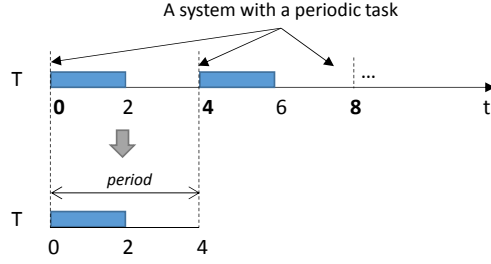 A system with a periodic task
T
...
0 2 4 6 8 t
period
T
0 2 4